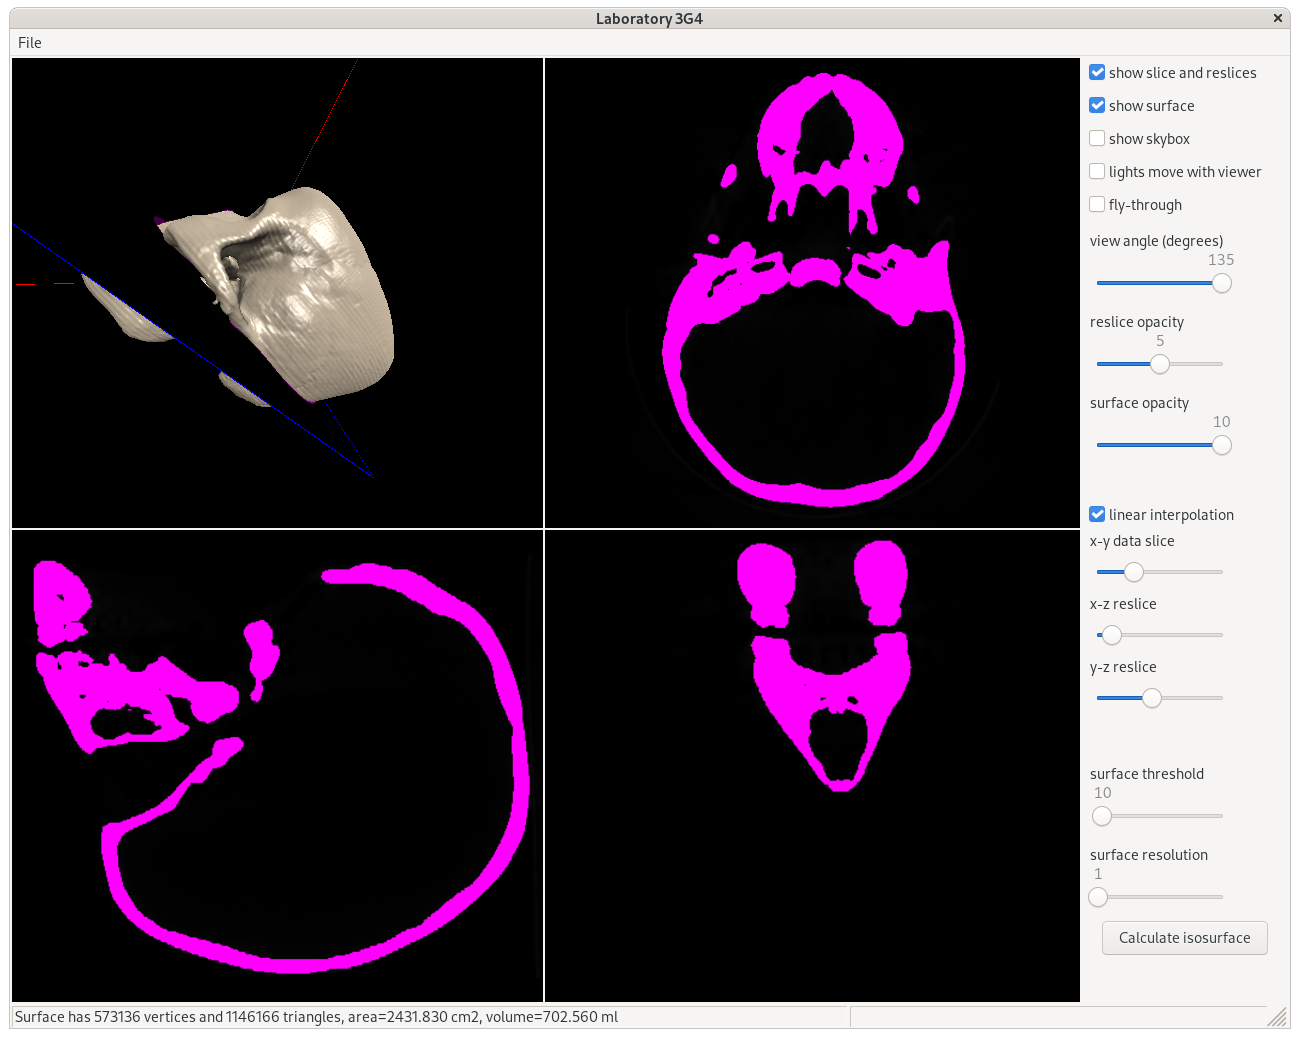 Laboratory 3G4
×
File
show slice and reslices
show surface
show skybox
lights move with viewer
fly-through
view angle (degrees)
135
reslice opacity
5
surface opacity
10
linear interpolation
x-y data slice
x-z reslice
y-z reslice
surface threshold
10
surface resolution
1
Calculate isosurface
Surface has 573136 vertices and 1146166 triangles, area=2431.830 cm2, volume=702.560 ml